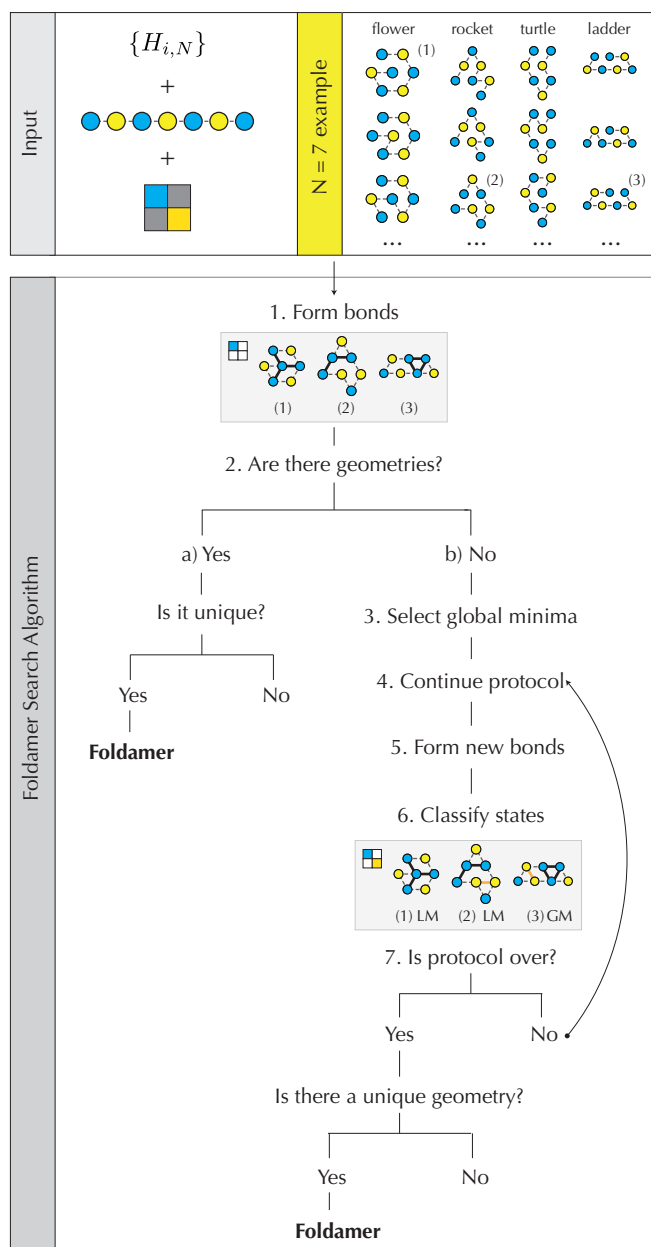 Input
{H_{i,N}}
+
+
N = 7 example
flower rocket turtle ladder
(1)
(2)
(3)
... ... ... ...
Foldamer Search Algorithm
1. Form bonds
(1) (2) (3)
2. Are there geometries?
a) Yes b) No
Is it unique? 3. Select global minima
Yes No 4. Continue protocol
Foldamer 5. Form new bonds
6. Classify states
(1) LM (2) LM (3) GM
7. Is protocol over?
Yes No
Is there a unique geometry?
Yes No
Foldamer